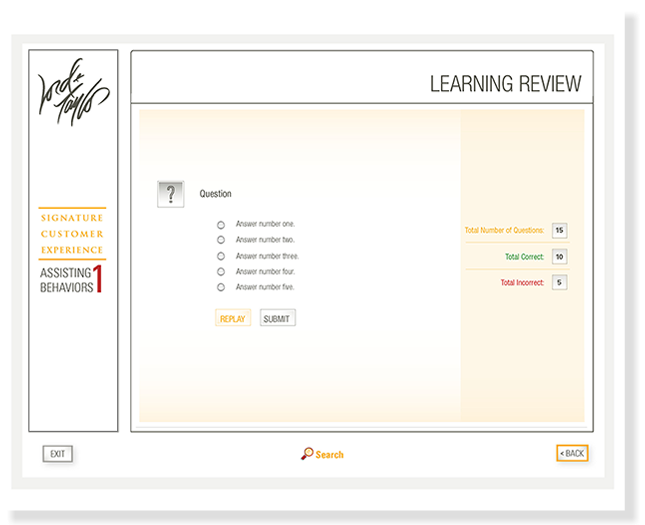 Lord & Taylor
LEARNING REVIEW
SIGNATURE
CUSTOMER
EXPERIENCE
ASSISTING 1
BEHAVIORS
?
Question
Answer number one.
Answer number two.
Answer number three.
Answer number four.
Answer number five.
REPLAY SUBMIT
Total Number of Questions: 15
Total Correct: 10
Total Incorrect: 5
EXIT
Search
< BACK